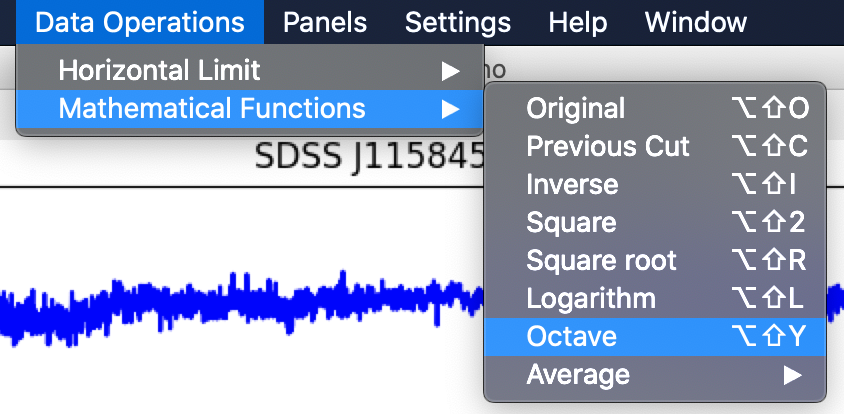 Data Operations Panels Settings Help Window
Horizontal Limit ▶
Mathematical Functions ▶
Original ⌥⇧O
Previous Cut ⌥⇧C
Inverse ⌥⇧I
Square ⌥⇧2
Square root ⌥⇧R
Logarithm ⌥⇧L
Octave ⌥⇧Y
Average ▶
SDSS J115845